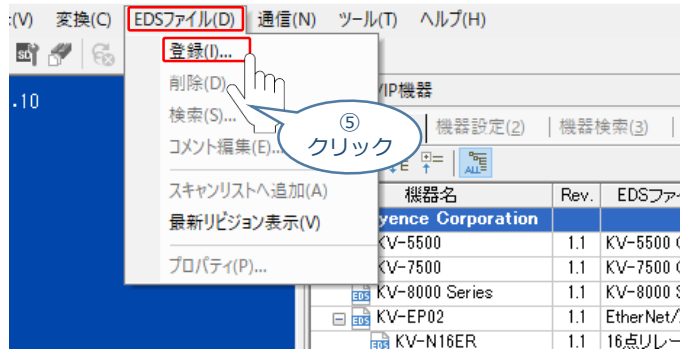 :(V) 変換(C) EDSファイル(D) 通信(N) ツール(T) ヘルプ(H)
登録(I)...
削除(D)
検索(S)...
コメント編集(E)...
スキャンリストへ追加(A)
最新リビジョン表示(V)
プロパティ(P)...
⑤
クリック
.10
/IP機器
機器設定(2) 機器検索(3)
ALL
機器名 Rev. EDSファイ
yence Corporation
KV-5500 1.1 KV-5500
KV-7500 1.1 KV-7500
EDS KV-8000 Series 1.1 KV-8000
EDS KV-EP02 1.1 EtherNet/
EDS KV-N16ER 1.1 16点リレー